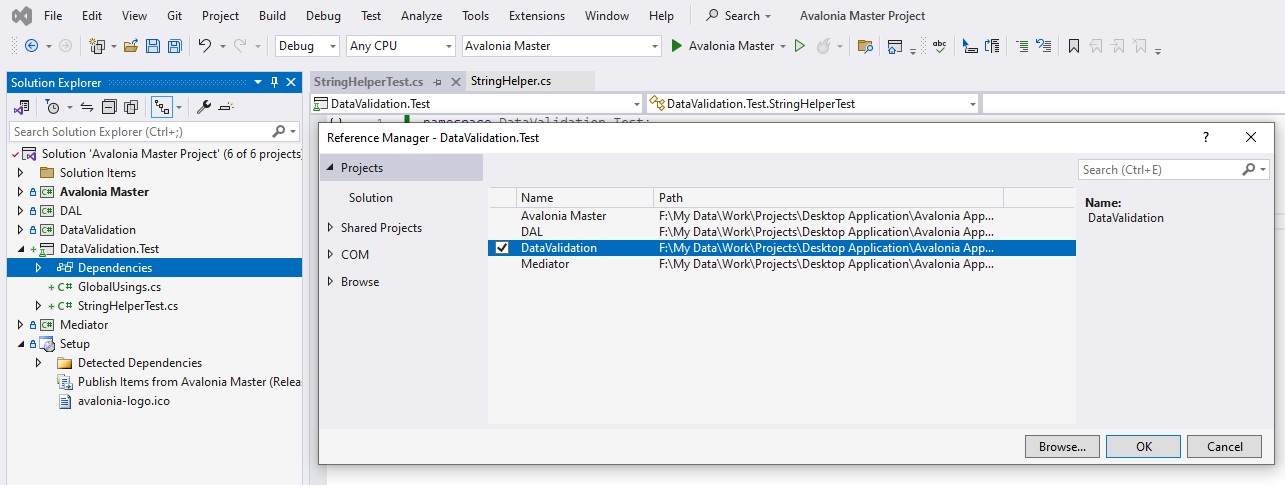 File Edit View Git Project Build Debug Test Analyze Tools Extensions Window Help Search Avalonia Master Project
Debug Any CPU Avalonia Master Avalonia Master
Solution Explorer
StringHelperTest.cs StringHelper.cs
DataValidation.Test DataValidation.Test.StringHelperTest
Search Solution Explorer (Ctrl+;)
1 namespace DataValidation.Test;
Solution 'Avalonia Master Project' (6 of 6 projects
Solution Items
Avalonia Master
DAL
DataValidation
DataValidation.Test
Dependencies
GlobalUsings.cs
StringHelperTest.cs
Mediator
Setup
Detected Dependencies
Publish Items from Avalonia Master (Relea
avalonia-logo.ico
Reference Manager - DataValidation.Test
Projects
Solution
Shared Projects
COM
Browse
Name Path
Avalonia Master F:\My Data\Work\Projects\Desktop Application\Avalonia App...
DAL F:\My Data\Work\Projects\Desktop Application\Avalonia App...
DataValidation F:\My Data\Work\Projects\Desktop Application\Avalonia App...
Mediator F:\My Data\Work\Projects\Desktop Application\Avalonia App...
Search (Ctrl+E)
Name:
DataValidation
Browse... OK Cancel